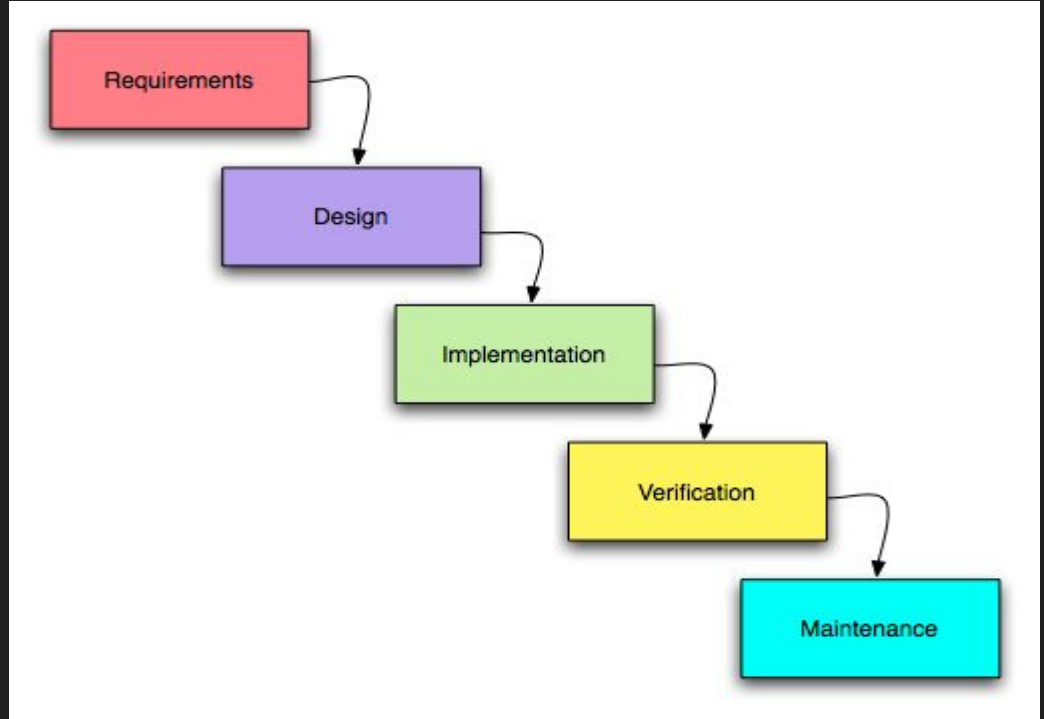 Requirements
Design
Implementation
Verification
Maintenance